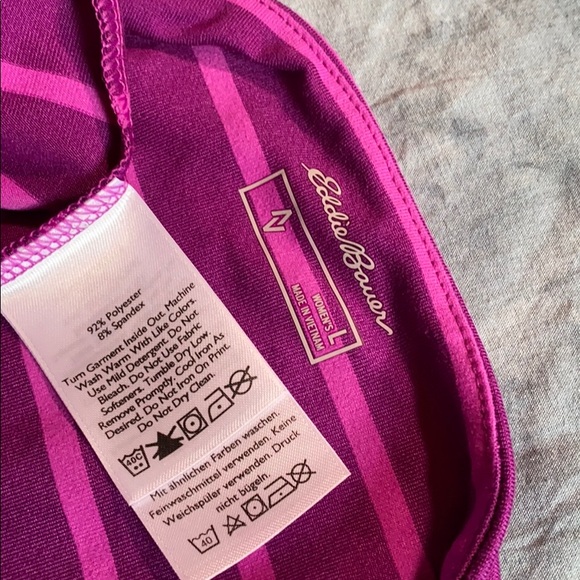 Eddie Bauer
L
WOMEN'S
MADE IN VIETNAM
92% Polyester
8% Spandex
Turn Garment Inside Out. Machine
Wash Warm With Like Colors.
Use Mild Detergent. Do Not
Bleach. Do Not Use Fabric
Softeners. Tumble Dry Low.
Remove Promptly. Cool Iron As
Desired. Do Not Iron On Print.
Do Not Dry Clean.
40C
Mit ähnlichen Farben waschen.
Feinwaschmittel verwenden. Keine
Weichspüler verwenden. Druck
nicht bügeln.
40